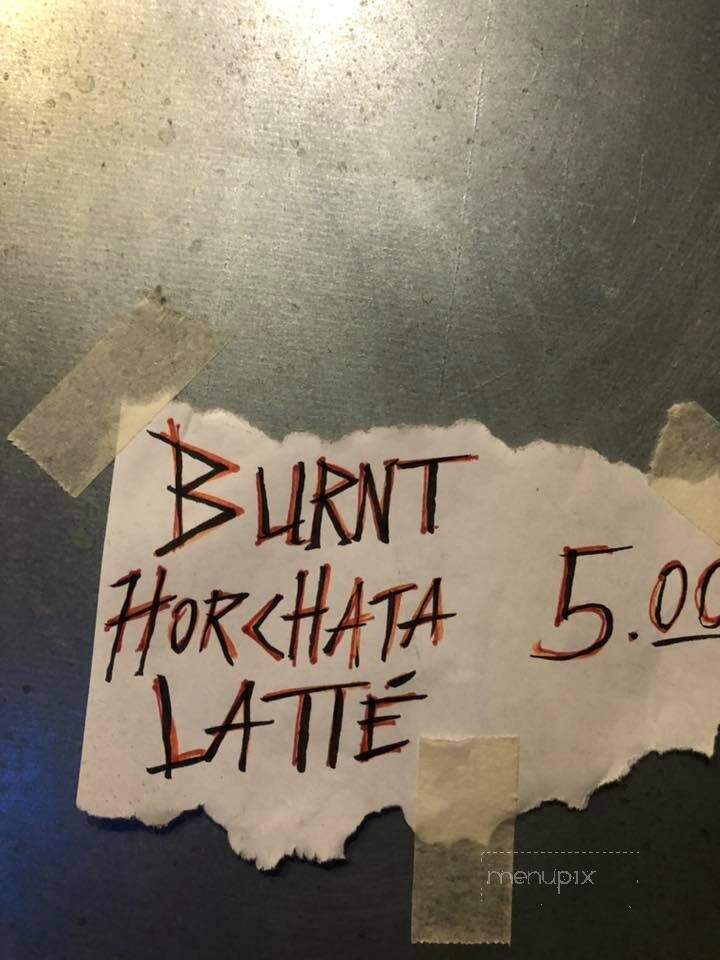 BURNT
HORCHATA 5.00
LATTÉ
menupix